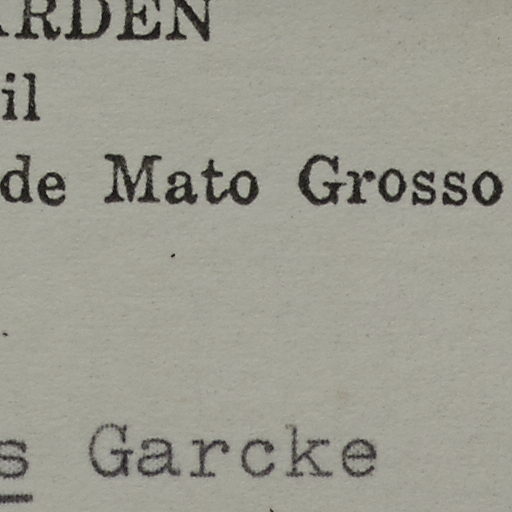 ARDEN
il
de Mato Grosso
s Garcke